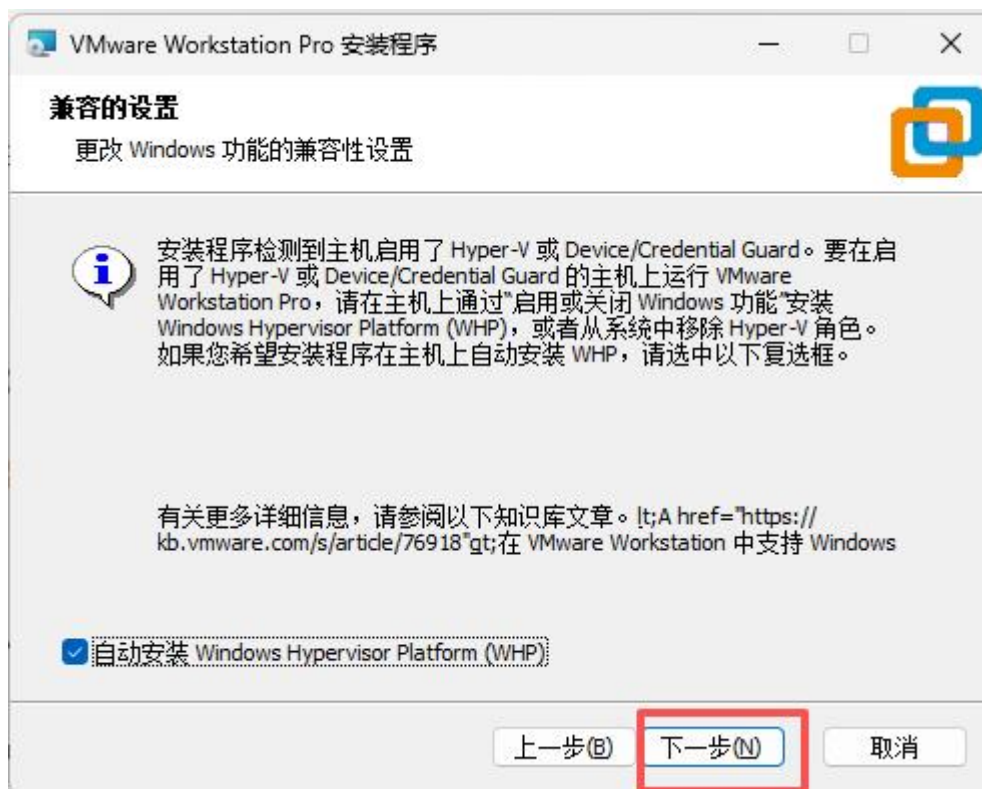 VMware Workstation Pro 安装程序
兼容的设置
更改 Windows 功能的兼容性设置
安装程序检测到主机启用了 Hyper-V 或 Device/Credential Guard。要在启
用了 Hyper-V 或 Device/Credential Guard 的主机上运行 VMware
Workstation Pro，请在主机上通过“启用或关闭 Windows 功能”安装
Windows Hypervisor Platform (WHP)，或者从系统中移除 Hyper-V 角色。
如果您希望安装程序在主机上自动安装 WHP，请选中以下复选框。
有关更多详细信息，请参阅以下知识库文章。lt;A href="https://
kb.vmware.com/s/article/76918"gt;在 VMware Workstation 中支持 Windows
自动安装 Windows Hypervisor Platform (WHP)
上一步(B) 下一步(N) 取消